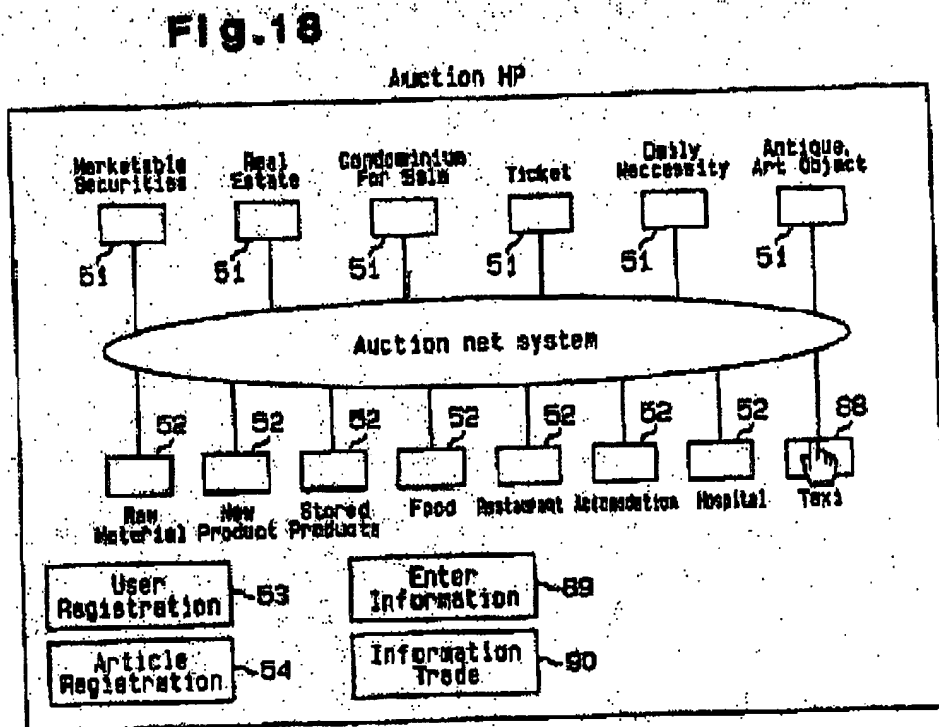 Fig.18
Auction HP
Marketable
Securities
Real
Estate
Condominium
For Sale
Ticket
Daily
Neccessity
Antique,
Art Object
51
51
51
51
51
51
Auction net system
52
52
52
52
52
52
52
88
Raw
Material
New
Product
Stored
Products
Food
Restaurant
Accomodation
Hospital
Taxi
User
Registration
53
Enter
Information
89
Article
Registration
54
Information
Trade
90